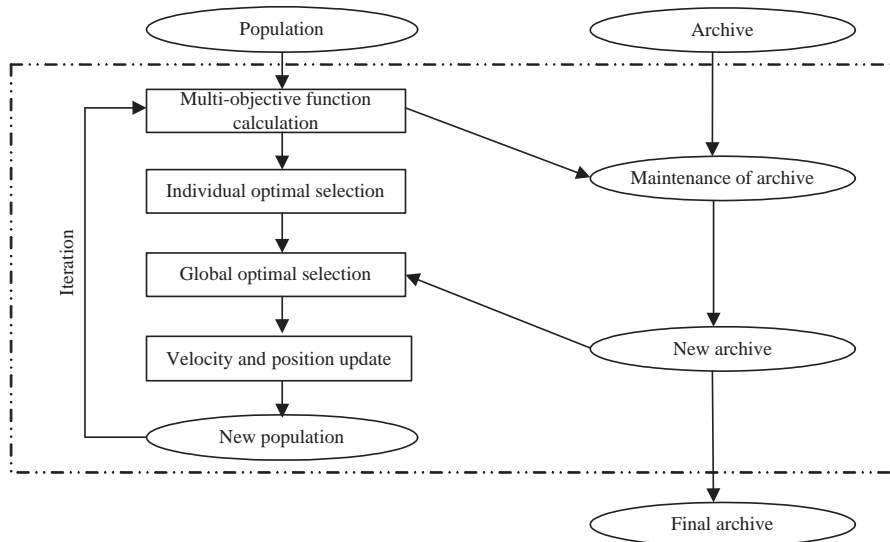 Population
Archive
Multi-objective function
calculation
Maintenance of archive
Individual optimal selection
Iteration
Global optimal selection
New archive
Velocity and position update
New population
Final archive